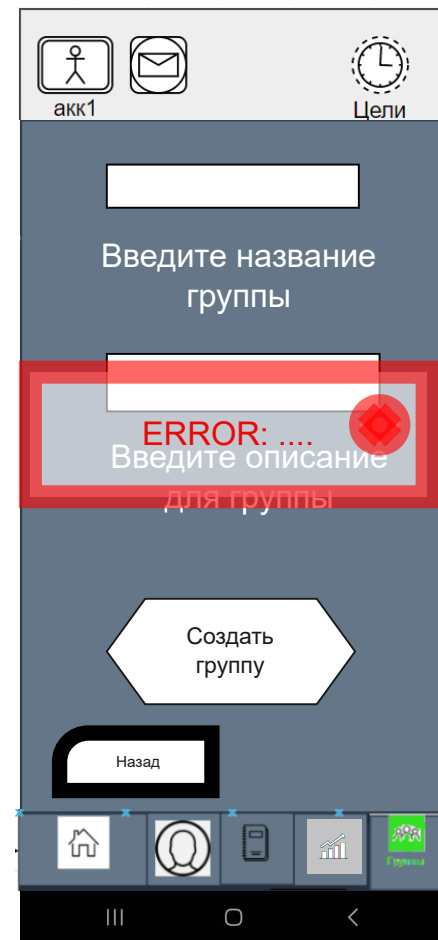 акк1
Цели
Введите название
группы
ERROR: ....
Введите описание
для группы
Создать
группу
Назад
Группы